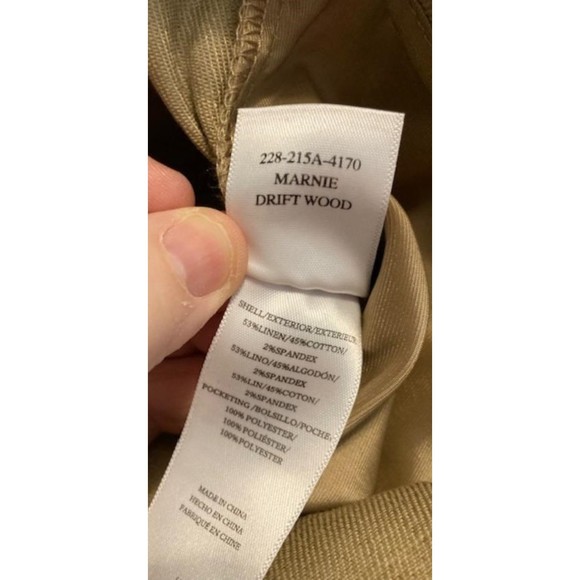 228-215A-4170
MARNIE
DRIFT WOOD
SHELL/EXTERIOR/EXTERIEUR
53%LINEN/45%COTTON/
2%SPANDEX
53%LINO/45%ALGODÓN/
2%SPANDEX
53%LIN/45%COTON/
2%SPANDEX
POCKETING/BOLSILLO/POCHE
100% POLYESTER/
100% POLIÉSTER/
100%POLYESTER
MADE IN CHINA
HECHO EN CHINA
FABRIQUÉ EN CHINE